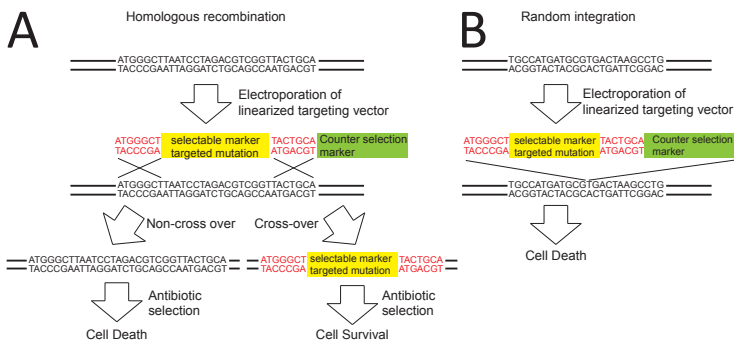 A
Homologous recombination
ATGGGCTTAATCCTAGACGTCGGTTACTGCA
TACCCGAATTAGGATCTGCAGCCAATGACGT
Electroporation of
linearized targeting vector
ATGGGCT selectable marker TACTGCA Counter selection
TACCCGA targeted mutation ATGACGT marker
ATGGGCTTAATCCTAGACGTCGGTTACTGCA
TACCCGAATTAGGATCTGCAGCCAATGACGT
Non-cross over
Cross-over
ATGGGCTTAATCCTAGACGTCGGTTACTGCA
TACCCGAATTAGGATCTGCAGCCAATGACGT
ATGGGCT selectable marker TACTGCA
TACCCGA targeted mutation ATGACGT
Antibiotic
selection
Antibiotic
selection
Cell Death
Cell Survival
B
Random integration
TGCCATGATGCGTGACTAAGCCTG
ACGGTACTACGCACTGATTCGGAC
Electroporation of
linearized targeting vector
ATGGGCT selectable marker TACTGCA Counter selection
TACCCGA targeted mutation ATGACGT marker
TGCCATGATGCGTGACTAAGCCTG
ACGGTACTACGCACTGATTCGGAC
Cell Death